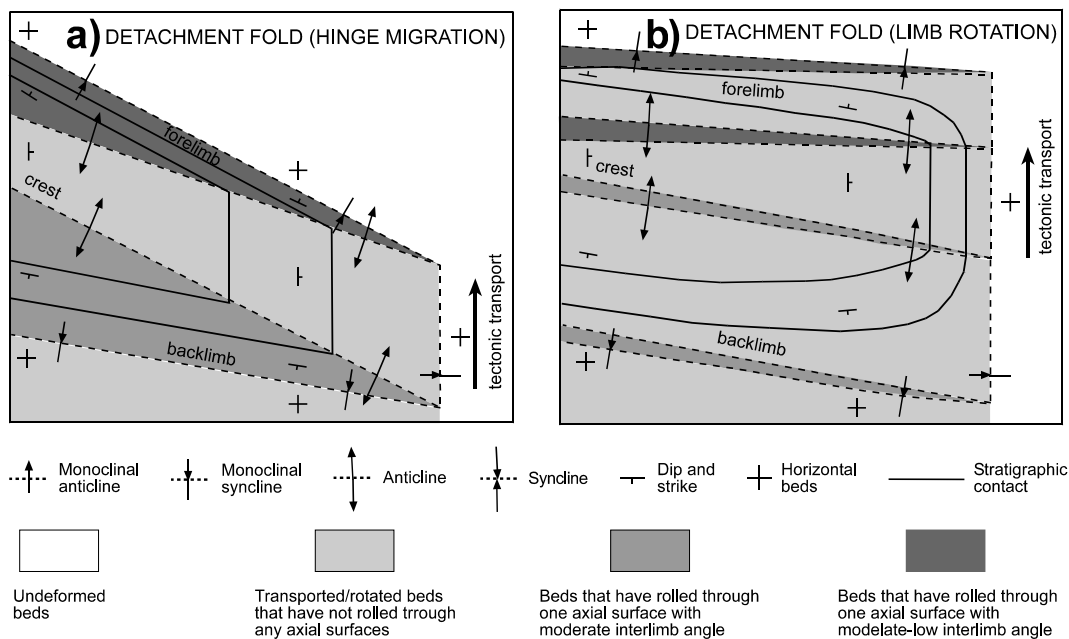 a) DETACHMENT FOLD (HINGE MIGRATION)
forelimb
crest
backlimb
tectonic transport
b) DETACHMENT FOLD (LIMB ROTATION)
forelimb
crest
backlimb
tectonic transport
Monoclinal
anticline
Monoclinal
syncline
Anticline
Syncline
Dip and
strike
Horizontal
beds
Stratigraphic
contact
Undeformed
beds
Transported/rotated beds
that have not rolled trough
any axial surfaces
Beds that have rolled through
one axial surface with
moderate interlimb angle
Beds that have rolled through
one axial surface with
modelate-low interlimb angle